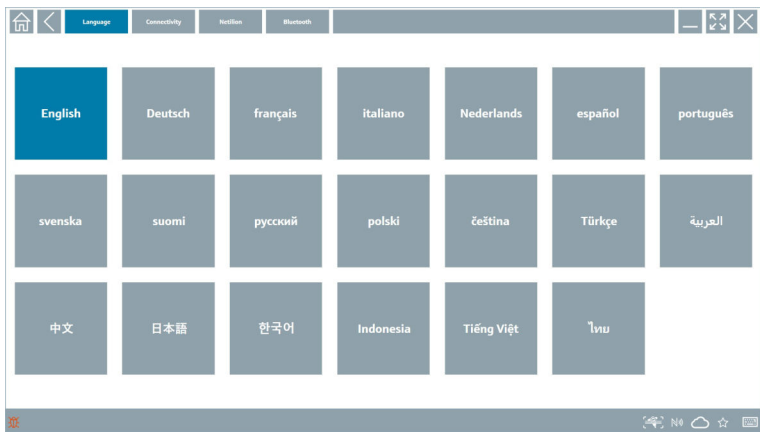 Language Connectivity Netilion Bluetooth
English Deutsch français italiano Nederlands español português
svenska suomi русский polski čeština Türkçe العربية
中文 日本語 한국어 Indonesia Tiếng Việt ไทย